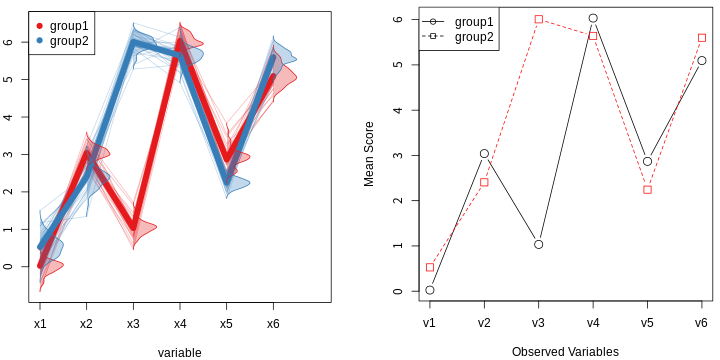 group1
group2
0
1
2
3
4
5
6
x1 x2 x3 x4 x5 x6
variable
group1
group2
Mean Score
0
1
2
3
4
5
6
v1 v2 v3 v4 v5 v6
Observed Variables